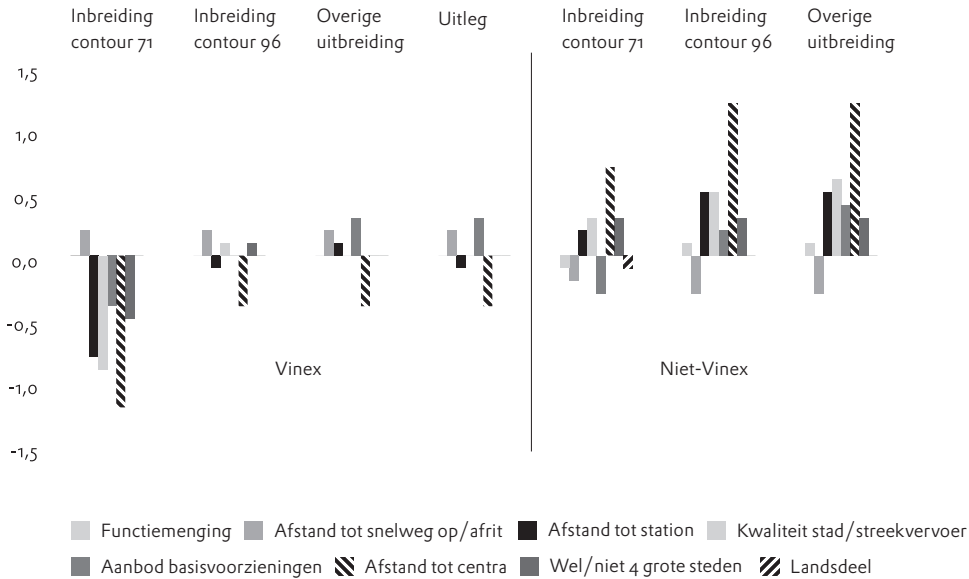 Inbreiding contour 71
Inbreiding contour 96
Overige uitbreiding
Uitleg
Inbreiding contour 71
Inbreiding contour 96
Overige uitbreiding
1,5
1,0
0,5
0,0
-0,5
-1,0
-1,5
Vinex
Niet-Vinex
Functiemenging
Afstand tot snelweg op/afrit
Afstand tot station
Kwaliteit stad/streekvervoer
Aanbod basisvoorzieningen
Afstand tot centra
Wel/niet 4 grote steden
Landsdeel